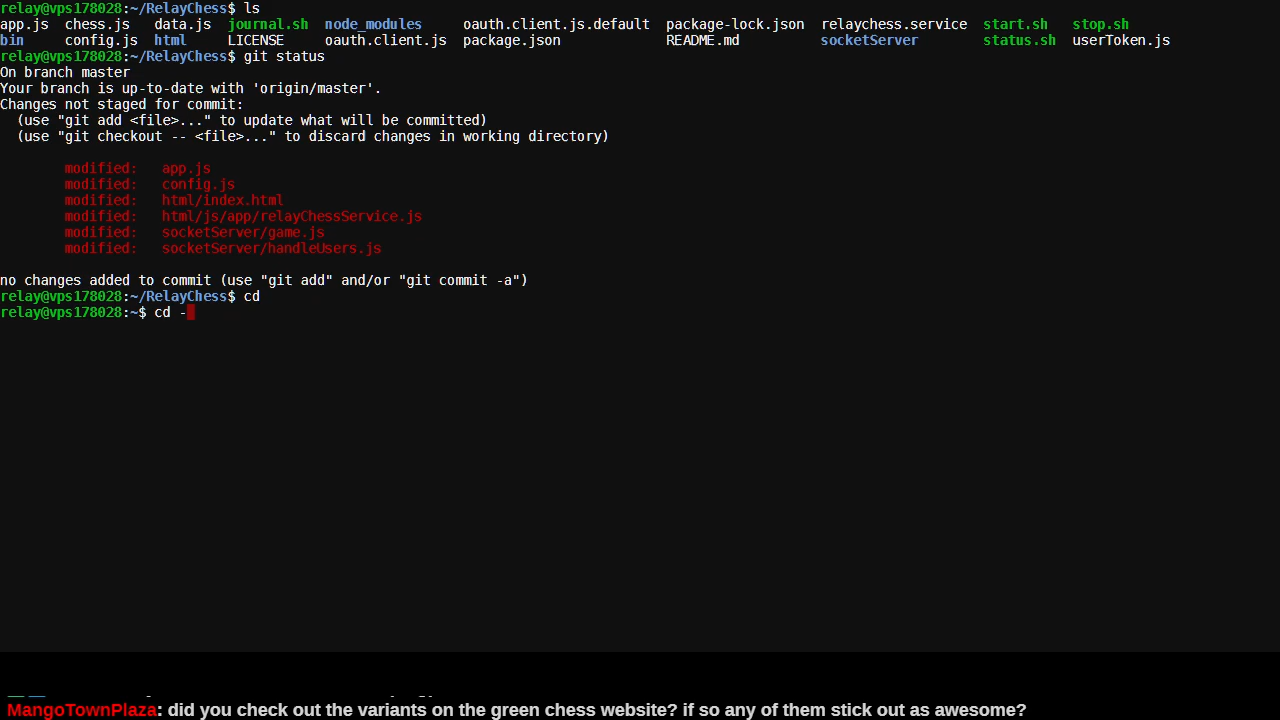 relay@vps178028:~/RelayChess$ ls
app.js  chess.js   data.js  journal.sh  node_modules     oauth.client.js.default  package-lock.json  relaychess.service  start.sh   stop.sh
bin     config.js  html     LICENSE     oauth.client.js  package.json             README.md          socketServer        status.sh  userToken.js
relay@vps178028:~/RelayChess$ git status
On branch master
Your branch is up-to-date with 'origin/master'.
Changes not staged for commit:
  (use "git add <file>..." to update what will be committed)
  (use "git checkout -- <file>..." to discard changes in working directory)
        modified:   app.js
        modified:   config.js
        modified:   html/index.html
        modified:   html/js/app/relayChessService.js
        modified:   socketServer/game.js
        modified:   socketServer/handleUsers.js
no changes added to commit (use "git add" and/or "git commit -a")
relay@vps178028:~/RelayChess$ cd
relay@vps178028:~$ cd -
MangoTownPlaza: did you check out the variants on the green chess website? if so any of them stick out as awesome?